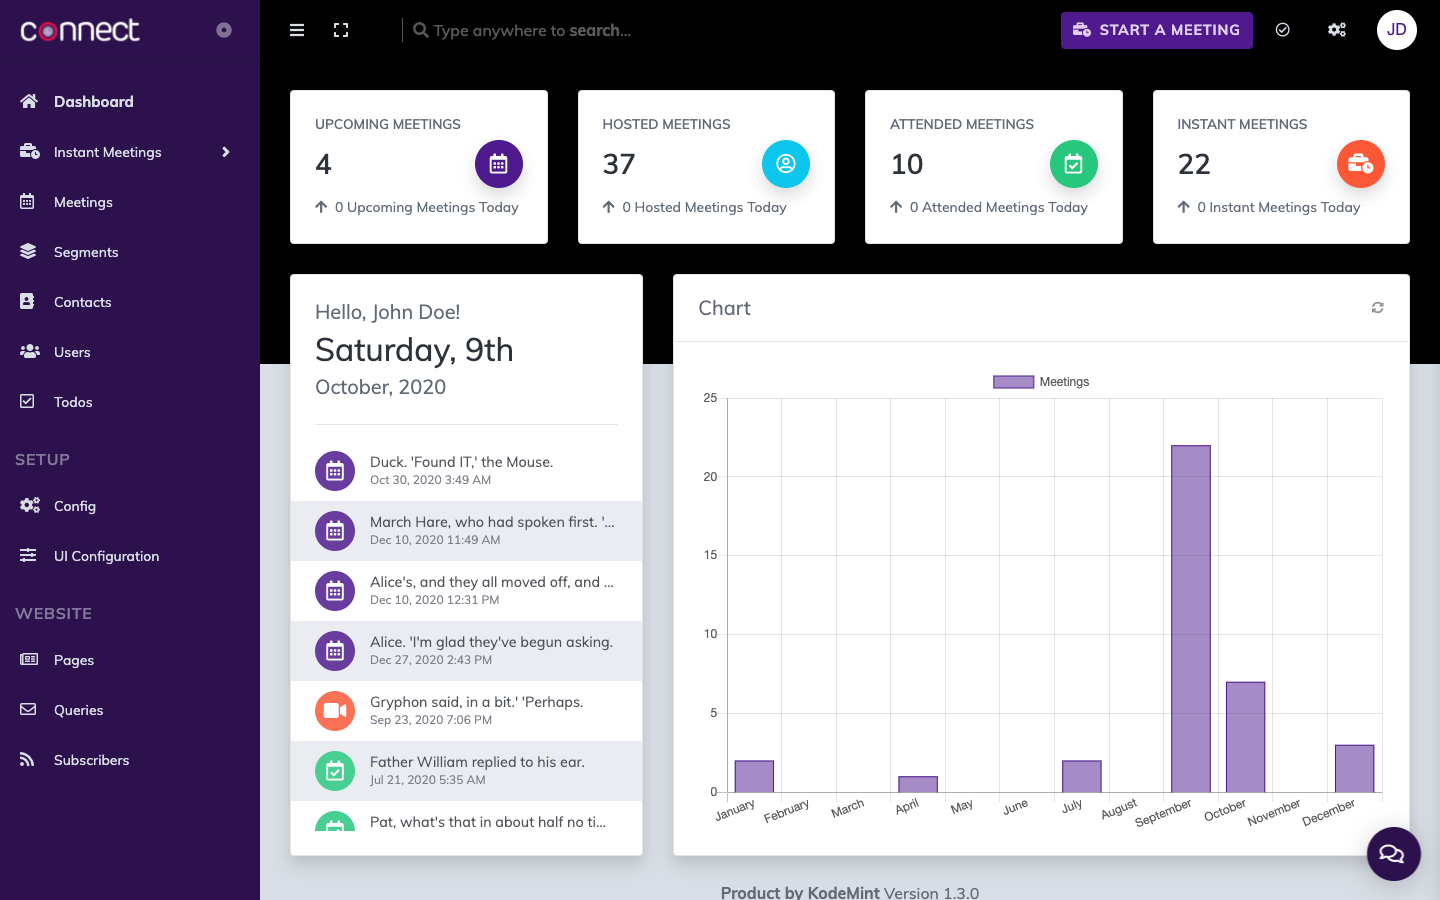 connect
Type anywhere to search...
START A MEETING
JD
Dashboard
Instant Meetings
Meetings
Segments
Contacts
Users
Todos
SETUP
Config
UI Configuration
WEBSITE
Pages
Queries
Subscribers
UPCOMING MEETINGS
4
0 Upcoming Meetings Today
HOSTED MEETINGS
37
0 Hosted Meetings Today
ATTENDED MEETINGS
10
0 Attended Meetings Today
INSTANT MEETINGS
22
0 Instant Meetings Today
Hello, John Doe!
Saturday, 9th
October, 2020
Duck. 'Found IT,' the Mouse.
Oct 30, 2020 3:49 AM
March Hare, who had spoken first. '...
Dec 10, 2020 11:49 AM
Alice's, and they all moved off, and ...
Dec 10, 2020 12:31 PM
Alice. 'I'm glad they've begun asking.
Dec 27, 2020 2:43 PM
Gryphon said, in a bit.' 'Perhaps.
Sep 23, 2020 7:06 PM
Father William replied to his ear.
Jul 21, 2020 5:35 AM
Pat, what's that in about half no ti...
Chart
Meetings
25
20
15
10
5
0
January February March April May June July August September October November December
Product by KodeMint Version 1.3.0